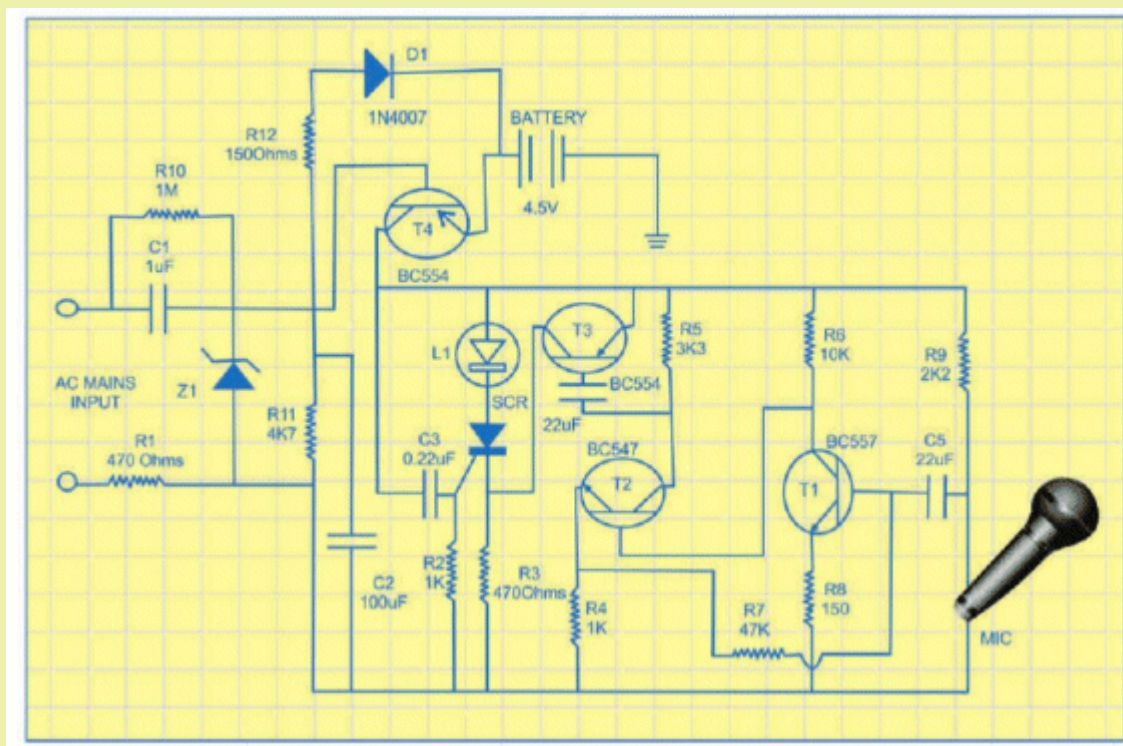 D1
1N4007
BATTERY
4.5V
R12
150Ohms
R10
1M
C1
1uF
T4
BC554
AC MAINS
INPUT
Z1
R1
470 Ohms
R11
4K7
L1
SCR
T3
BC554
22uF
R5
3K3
R6
10K
R9
2K2
C3
0.22uF
BC547
T2
BC557
T1
C5
22uF
R2
1K
C2
100uF
R3
470Ohms
R4
1K
R7
47K
R8
150
MIC